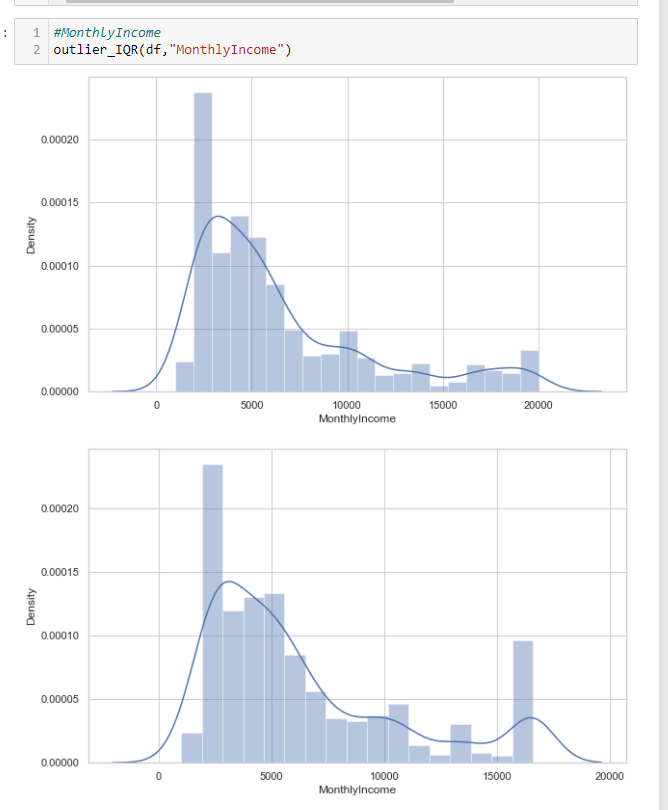 :
1 #MonthlyIncome
2 outlier_IQR(df,"MonthlyIncome")
0.00020
0.00015
0.00010
0.00005
0.00000
Density
0 5000 10000 15000 20000
MonthlyIncome
0.00020
0.00015
0.00010
0.00005
0.00000
Density
0 5000 10000 15000 20000
MonthlyIncome